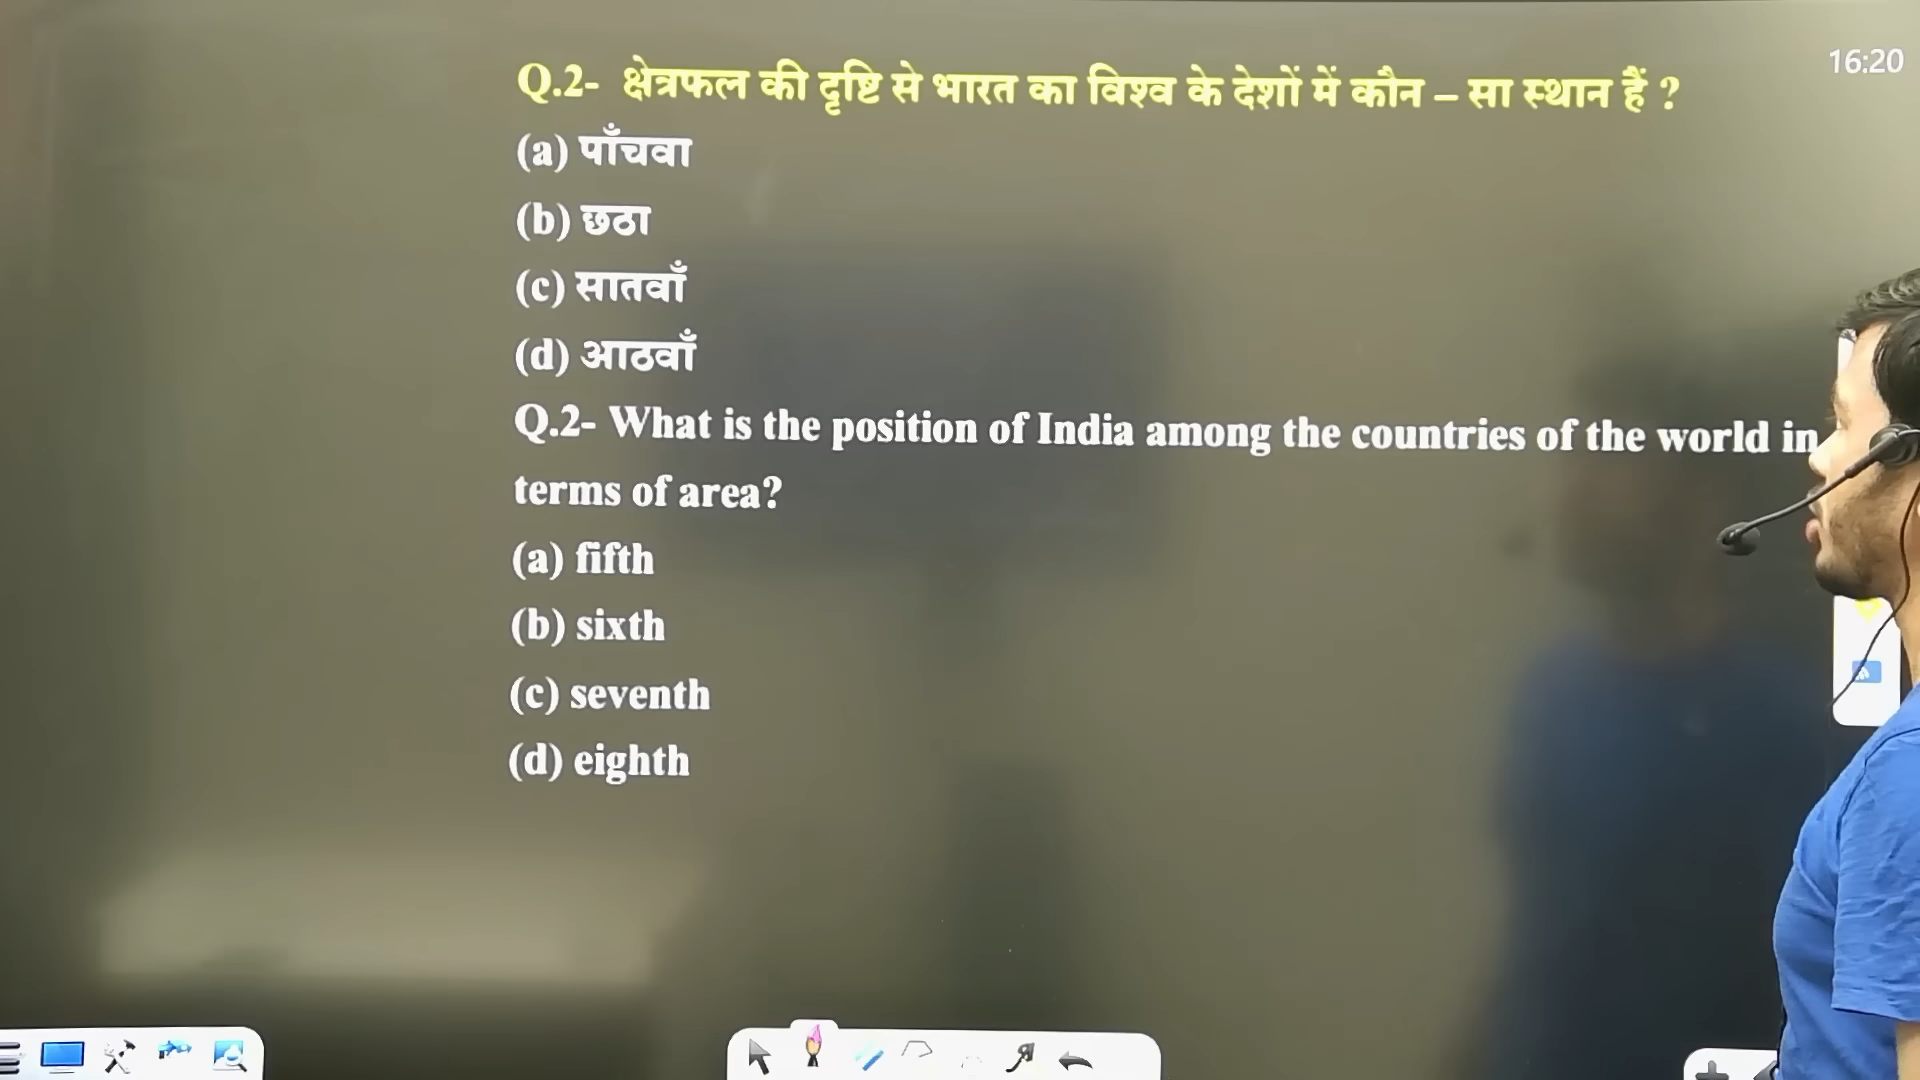 16:20
Q.2- क्षेत्रफल की दृष्टि से भारत का विश्व के देशों में कौन – सा स्थान हैं ?
(a) पाँचवा
(b) छठा
(c) सातवाँ
(d) आठवाँ
Q.2- What is the position of India among the countries of the world in
terms of area?
(a) fifth
(b) sixth
(c) seventh
(d) eighth